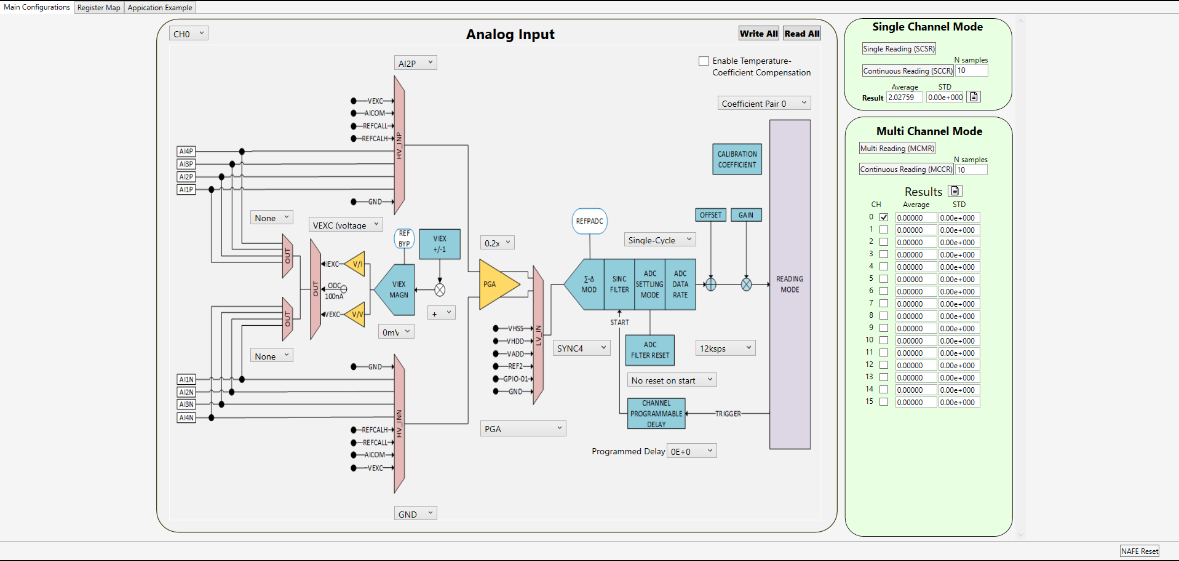 Main Configurations
Register Map
Appication Example
CH0
Analog Input
Write All
Read All
AI2P
Enable Temperature-
Coefficient Compensation
Coefficient Pair 0
VEXC
AICOM
REFCALL
REFCALH
HV_INP
GND
AI4P
AI3P
AI2P
AI1P
None
VEXC (voltage
REF
BYP
VIEX
+/-1
0.2x
REFPADC
Single-Cycle
CALIBRATION
COEFFICIENT
OFFSET
GAIN
OUT
OUT
OUT
IEXC
V/I
ODC
100nA
VEXC
V/V
VIEX
MAGN
+
0mV
PGA
LV_IN
Σ-Δ
MOD
SINC
FILTER
ADC
SETTLING
MODE
ADC
DATA
RATE
READING
MODE
START
VHSS
VHDD
VADD
REF2
GPIO-01
GND
SYNC4
ADC
FILTER RESET
12ksps
No reset on start
CHANNEL
PROGRAMMABLE
DELAY
TRIGGER
Programmed Delay
0E+0
None
AI1N
AI2N
AI3N
AI4N
GND
HV_INN
REFCALH
REFCALL
AICOM
VEXC
PGA
GND
Single Channel Mode
Single Reading (SCSR)
N samples
Continuous Reading (SCCR)
10
Average
STD
Result
2.02759
0.00e+000
Multi Channel Mode
Multi Reading (MCMR)
N samples
Continuous Reading (MCCR)
10
Results
CH
Average
STD
0 0.00000 0.00e+000
1 0.00000 0.00e+000
2 0.00000 0.00e+000
3 0.00000 0.00e+000
4 0.00000 0.00e+000
5 0.00000 0.00e+000
6 0.00000 0.00e+000
7 0.00000 0.00e+000
8 0.00000 0.00e+000
9 0.00000 0.00e+000
10 0.00000 0.00e+000
11 0.00000 0.00e+000
12 0.00000 0.00e+000
13 0.00000 0.00e+000
14 0.00000 0.00e+000
15 0.00000 0.00e+000
NAFE Reset